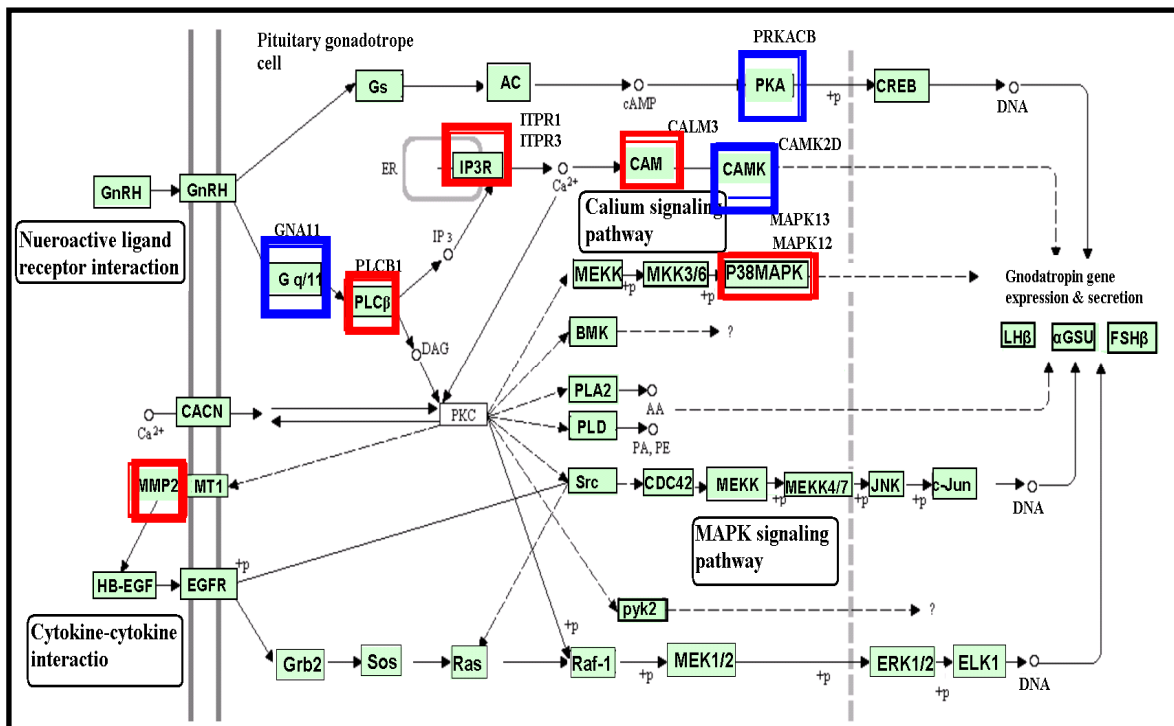 PRKACB
Pituitary gonadotrope
cell
Gs
AC
cAMP
PKA
+p
CREB
DNA
ITPR1
ITPR3
CALM3
CAMK2D
ER
IP3R
Ca2+
CAM
CAMK
GnRH
GnRH
Calium signaling
pathway
MAPK13
MAPK12
Nueroactive ligand
receptor interaction
GNA11
IP3
G q/11
PLCB1
PLCβ
MEKK
+p
MKK3/6
+p
P38MAPK
+p
Gnodatropin gene
expression & secretion
BMK
?
LHβ
αGSU
FSHβ
DAG
PLA2
AA
CACN
Ca2+
PKC
PLD
PA, PE
MMP2
MT1
Src
CDC42
MEKK
+p
MEKK4/7
+p
JNK
+p
c-Jun
DNA
MAPK signaling
pathway
+p
HB-EGF
EGFR
pyk2
?
Cytokine-cytokine
interactio
+p
Grb2
Sos
Ras
Raf-1
+p
MEK1/2
+p
ERK1/2
+p
ELK1
DNA